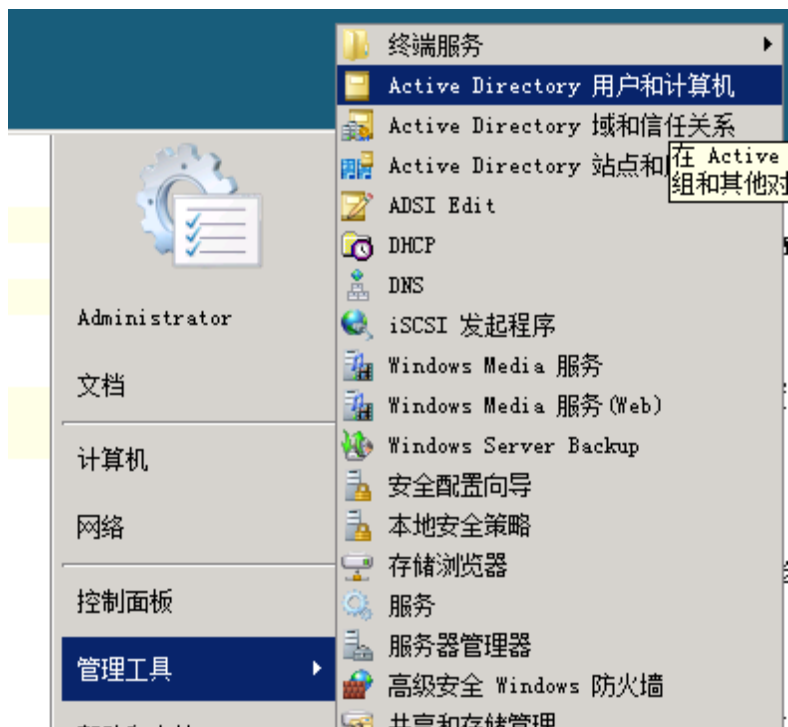 终端服务
Active Directory 用户和计算机
Active Directory 域和信任关系
Active Directory 站点和
在 Active
组和其他对
ADSI Edit
DHCP
DNS
iSCSI 发起程序
Windows Media 服务
Windows Media 服务(Web)
Windows Server Backup
安全配置向导
本地安全策略
存储浏览器
服务
服务器管理器
高级安全 Windows 防火墙
共享和存储管理
Administrator
文档
计算机
网络
控制面板
管理工具